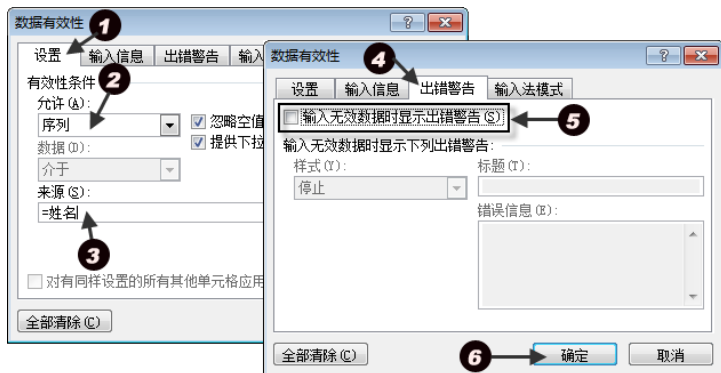 数据有效性
1
设置 输入信息 出错警告 输入
有效性条件
2
允许(A):
序列
忽略空值
数据(D):
提供下拉
介于
来源(S):
=姓名
3
对有同样设置的所有其他单元格应用
全部清除(C)
数据有效性
4
设置 输入信息 出错警告 输入法模式
输入无效数据时显示出错警告(S)
5
输入无效数据时显示下列出错警告:
样式(Y):
标题(T):
停止
错误信息(E):
全部清除(C)
6
确定
取消